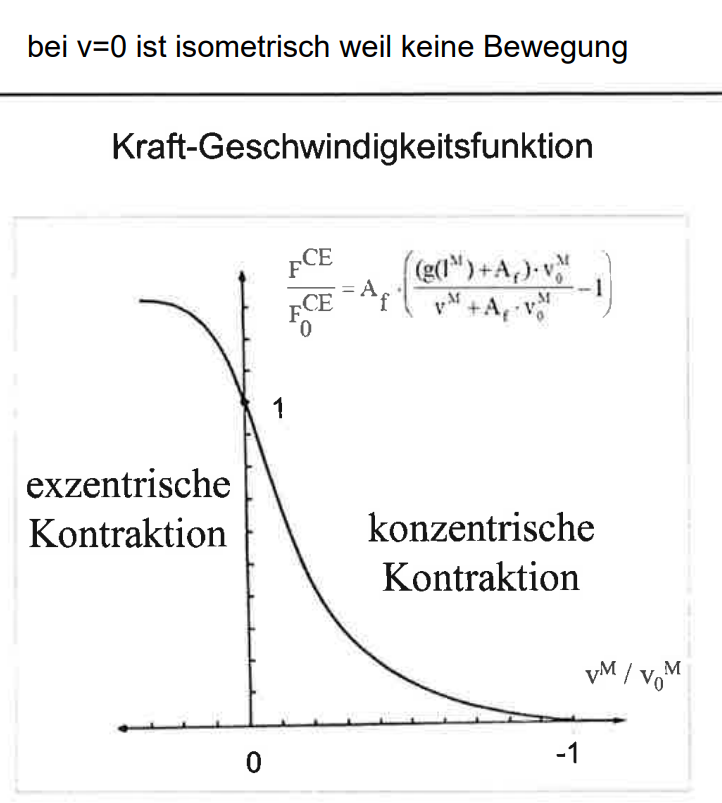 bei v=0 ist isometrisch weil keine Bewegung
Kraft-Geschwindigkeitsfunktion
F^CE / F_0^CE = A_f · ( ((g(l^M)+A_f)·v_0^M) / (v^M + A_f·v_0^M) − 1 )
1
exzentrische
Kontraktion
konzentrische
Kontraktion
v^M / v_0^M
0
-1